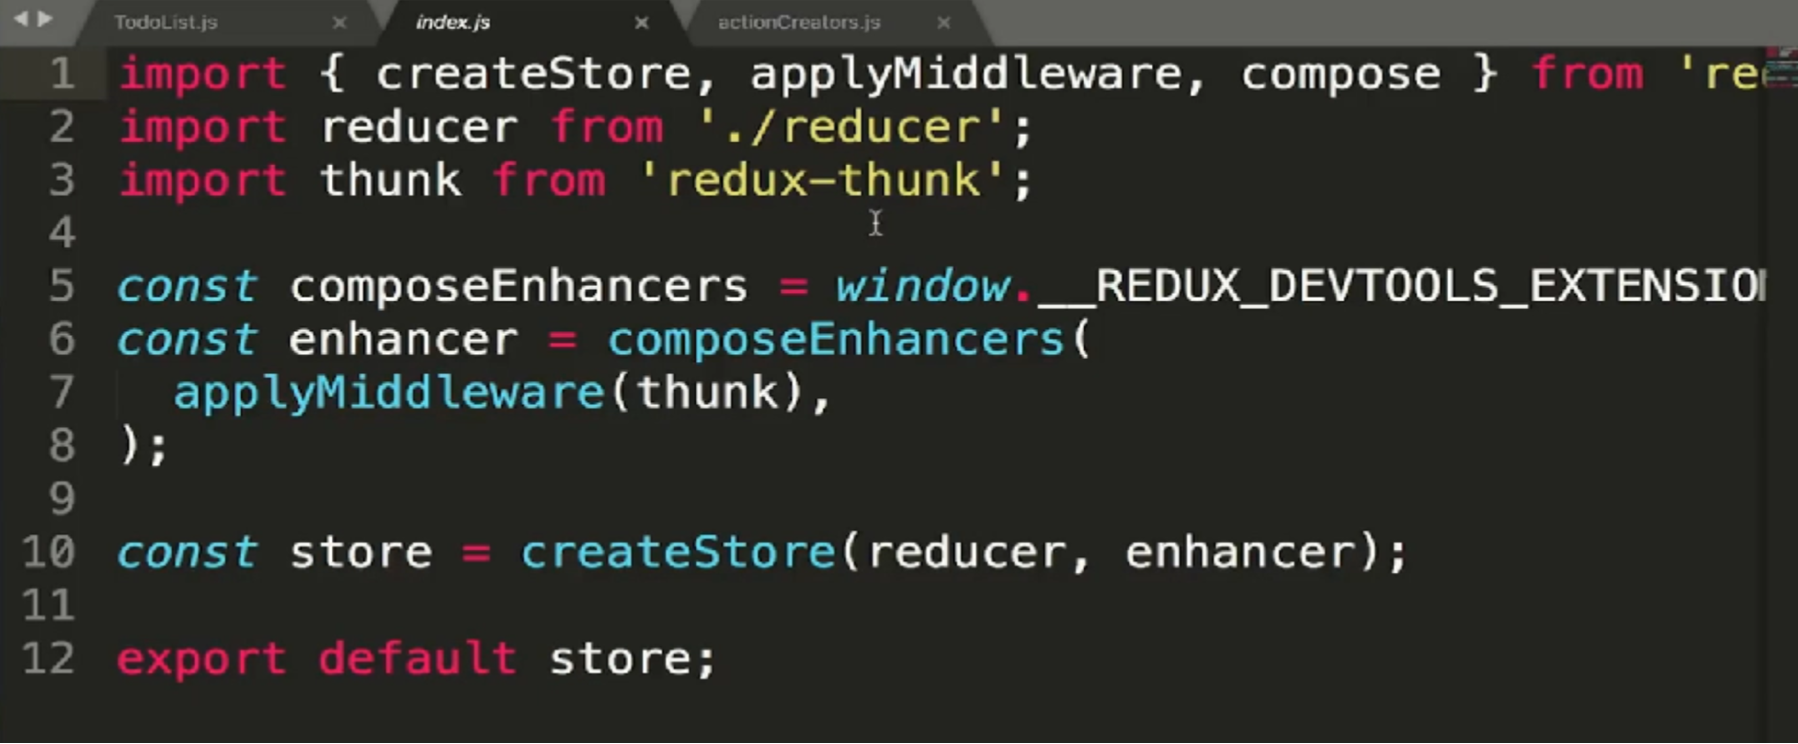 TodoList.js index.js actionCreators.js
1 import { createStore, applyMiddleware, compose } from 're
2 import reducer from './reducer';
3 import thunk from 'redux-thunk';
4
5 const composeEnhancers = window.__REDUX_DEVTOOLS_EXTENSIO
6 const enhancer = composeEnhancers(
7 applyMiddleware(thunk),
8 );
9
10 const store = createStore(reducer, enhancer);
11
12 export default store;